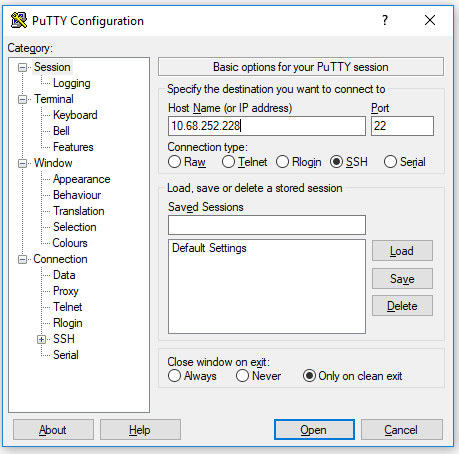 PuTTY Configuration
Category:
Session
Logging
Terminal
Keyboard
Bell
Features
Window
Appearance
Behaviour
Translation
Selection
Colours
Connection
Data
Proxy
Telnet
Rlogin
SSH
Serial
Basic options for your PuTTY session
Specify the destination you want to connect to
Host Name (or IP address) Port
10.68.252.228 22
Connection type:
Raw Telnet Rlogin SSH Serial
Load, save or delete a stored session
Saved Sessions
Default Settings
Load
Save
Delete
Close window on exit:
Always Never Only on clean exit
About Help Open Cancel